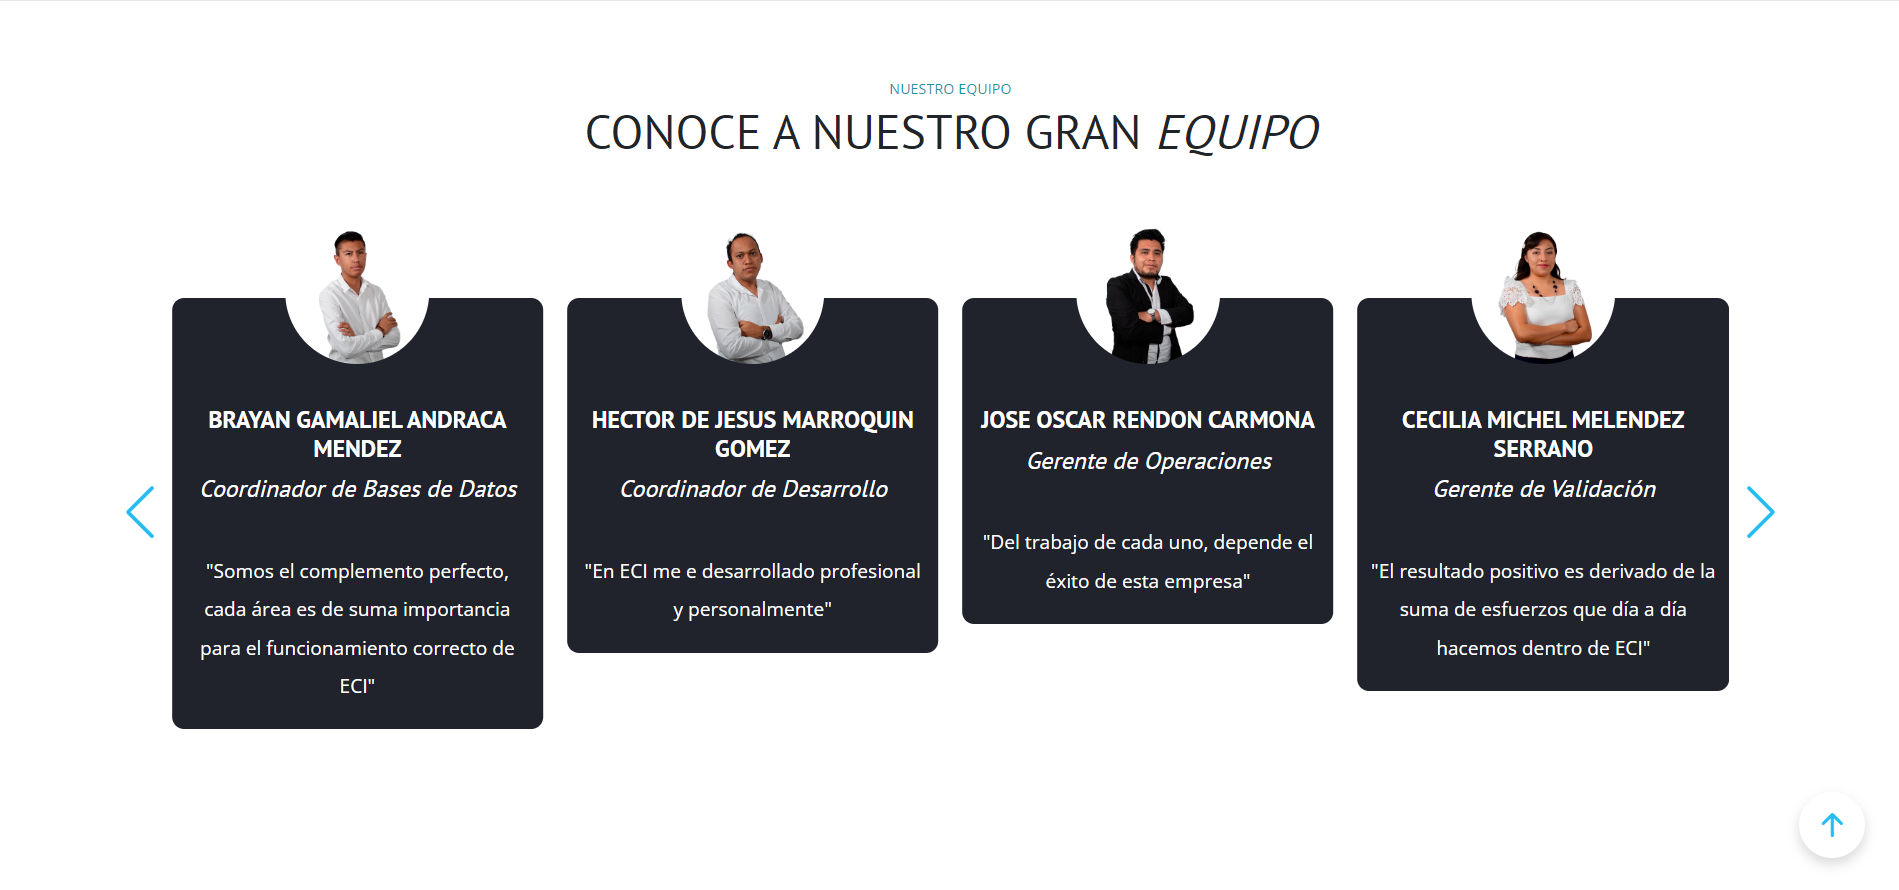 NUESTRO EQUIPO
CONOCE A NUESTRO GRAN EQUIPO
BRAYAN GAMALIEL ANDRACA
MENDEZ
Coordinador de Bases de Datos
"Somos el complemento perfecto,
cada área es de suma importancia
para el funcionamiento correcto de
ECI"
HECTOR DE JESUS MARROQUIN
GOMEZ
Coordinador de Desarrollo
"En ECI me e desarrollado profesional
y personalmente"
JOSE OSCAR RENDON CARMONA
Gerente de Operaciones
"Del trabajo de cada uno, depende el
éxito de esta empresa"
CECILIA MICHEL MELENDEZ
SERRANO
Gerente de Validación
"El resultado positivo es derivado de la
suma de esfuerzos que día a día
hacemos dentro de ECI"